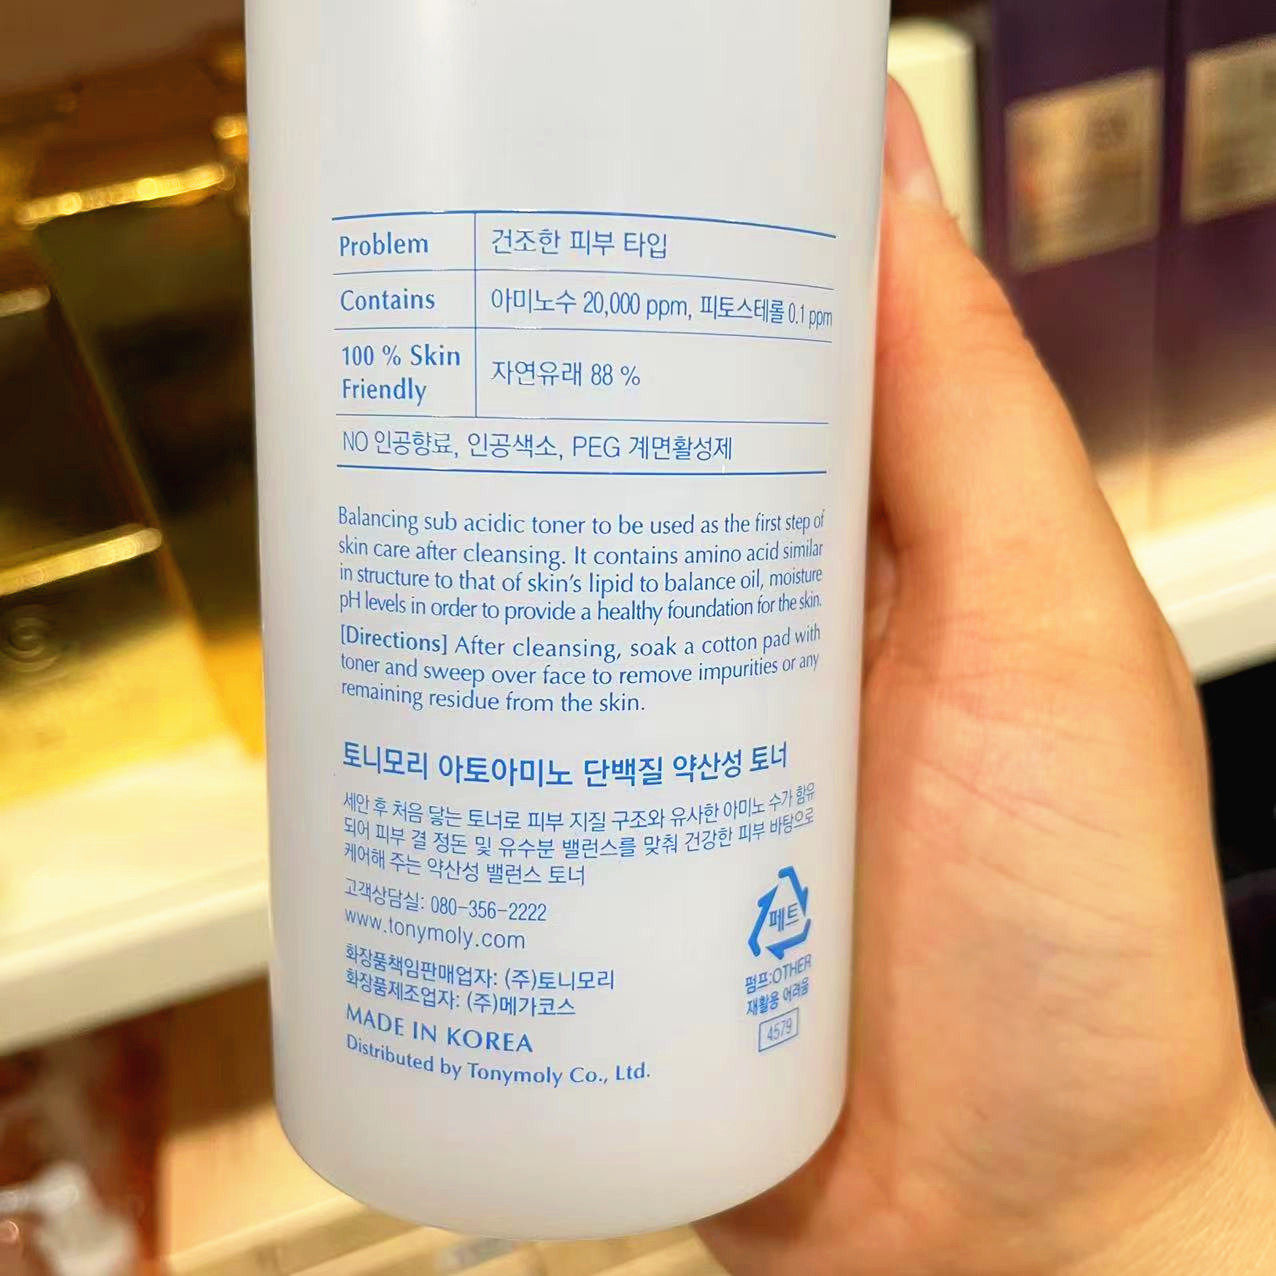 Problem 건조한 피부 타입
Contains 아미노수 20,000 ppm, 피토스테롤 0.1 ppm
100 % Skin
Friendly 자연유래 88 %
NO 인공향료, 인공색소, PEG 계면활성제
Balancing sub acidic toner to be used as the first step of
skin care after cleansing. It contains amino acid similar
in structure to that of skin's lipid to balance oil, moisture
pH levels in order to provide a healthy foundation for the skin.
[Directions] After cleansing, soak a cotton pad with
toner and sweep over face to remove impurities or any
remaining residue from the skin.
토니모리 아토아미노 단백질 약산성 토너
세안 후 처음 닿는 토너로 피부 지질 구조와 유사한 아미노 수가 함유
되어 피부 결 정돈 및 유수분 밸런스를 맞춰 건강한 피부 바탕으로
케어해 주는 약산성 밸런스 토너
고객상담실: 080-356-2222
www.tonymoly.com
화장품책임판매업자: (주)토니모리
화장품제조업자: (주)메가코스
MADE IN KOREA
Distributed by Tonymoly Co., Ltd.
페트
펌프:OTHER
재활용 어려움
4579